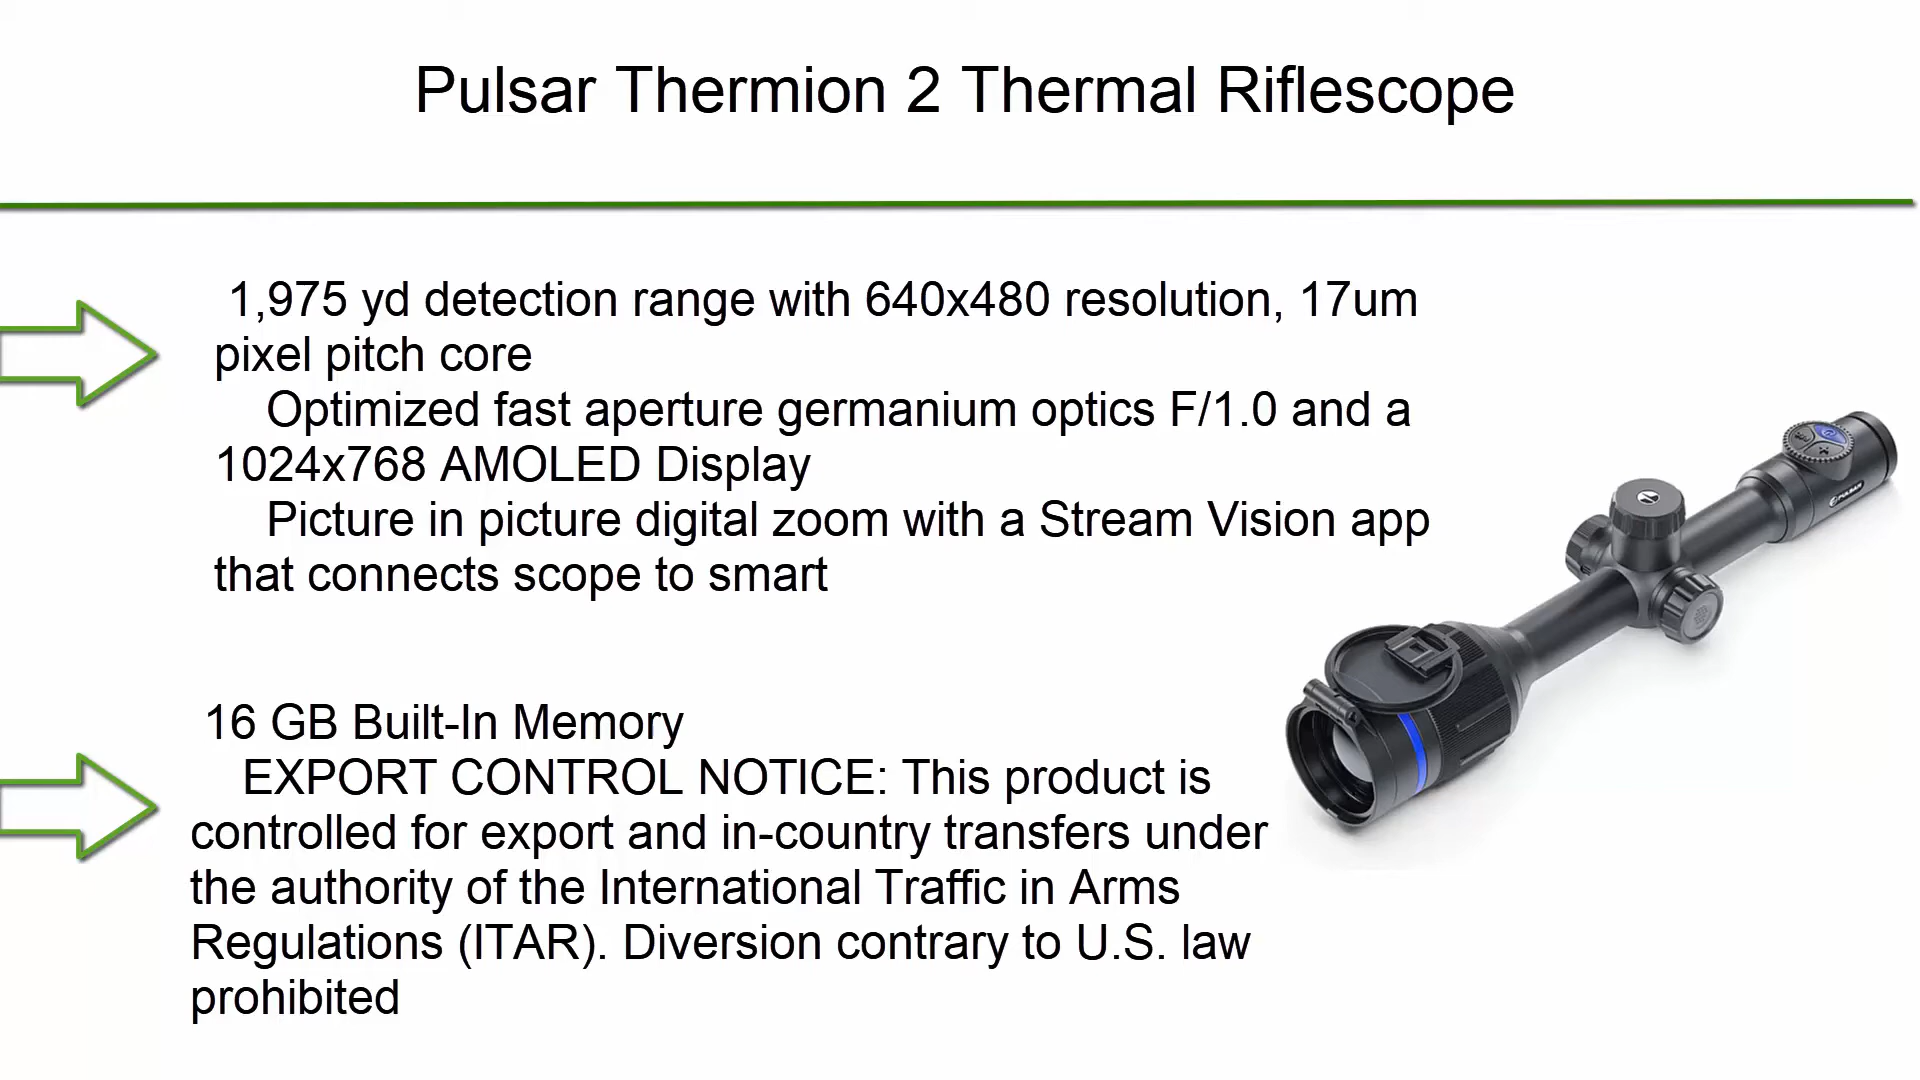 Pulsar Thermion 2 Thermal Riflescope
1,975 yd detection range with 640x480 resolution, 17um
pixel pitch core
Optimized fast aperture germanium optics F/1.0 and a
1024x768 AMOLED Display
Picture in picture digital zoom with a Stream Vision app
that connects scope to smart
16 GB Built-In Memory
EXPORT CONTROL NOTICE: This product is
controlled for export and in-country transfers under
the authority of the International Traffic in Arms
Regulations (ITAR). Diversion contrary to U.S. law
prohibited
PULSAR